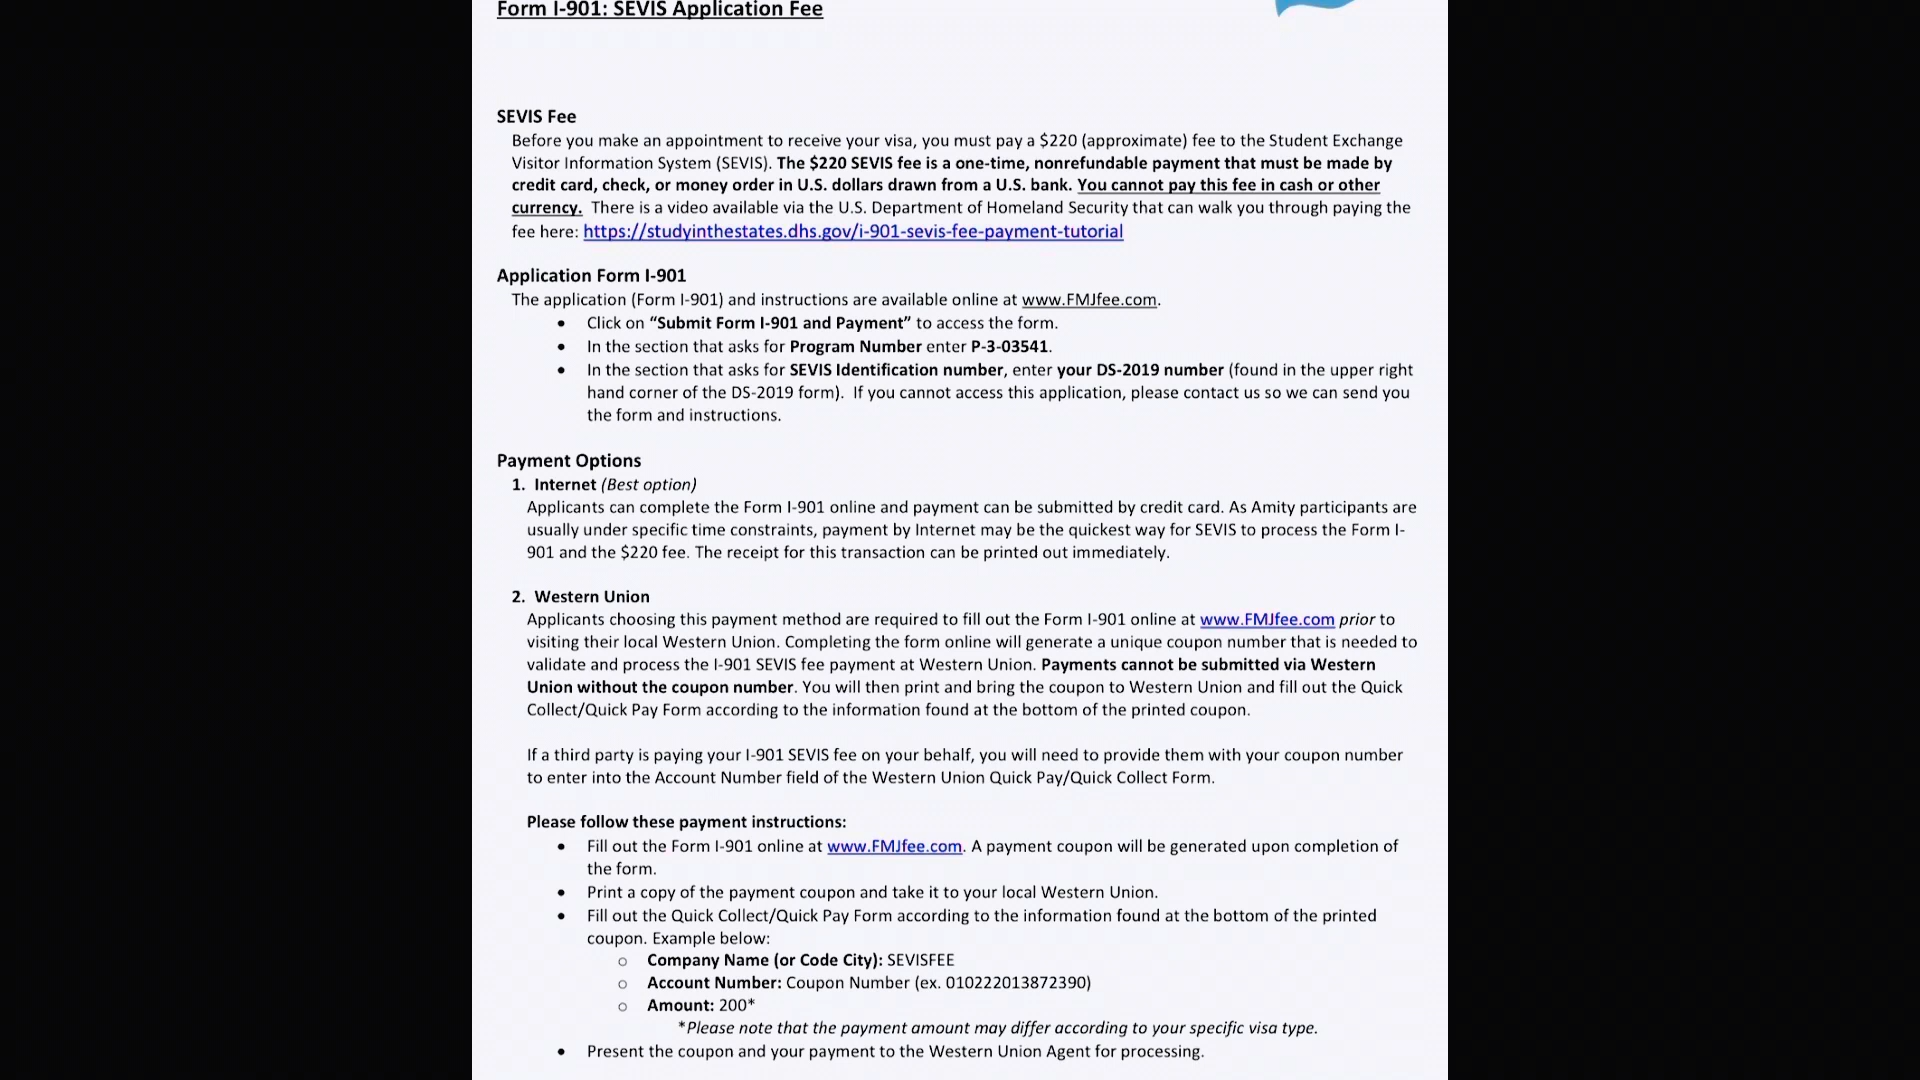 Form I-901: SEVIS Application Fee
SEVIS Fee
Before you make an appointment to receive your visa, you must pay a $220 (approximate) fee to the Student Exchange
Visitor Information System (SEVIS). The $220 SEVIS fee is a one-time, nonrefundable payment that must be made by
credit card, check, or money order in U.S. dollars drawn from a U.S. bank. You cannot pay this fee in cash or other
currency. There is a video available via the U.S. Department of Homeland Security that can walk you through paying the
fee here: https://studyinthestates.dhs.gov/i-901-sevis-fee-payment-tutorial
Application Form I-901
The application (Form I-901) and instructions are available online at www.FMJfee.com.
• Click on “Submit Form I-901 and Payment” to access the form.
• In the section that asks for Program Number enter P-3-03541.
• In the section that asks for SEVIS Identification number, enter your DS-2019 number (found in the upper right
hand corner of the DS-2019 form). If you cannot access this application, please contact us so we can send you
the form and instructions.
Payment Options
1. Internet (Best option)
Applicants can complete the Form I-901 online and payment can be submitted by credit card. As Amity participants are
usually under specific time constraints, payment by Internet may be the quickest way for SEVIS to process the Form I-
901 and the $220 fee. The receipt for this transaction can be printed out immediately.
2. Western Union
Applicants choosing this payment method are required to fill out the Form I-901 online at www.FMJfee.com prior to
visiting their local Western Union. Completing the form online will generate a unique coupon number that is needed to
validate and process the I-901 SEVIS fee payment at Western Union. Payments cannot be submitted via Western
Union without the coupon number. You will then print and bring the coupon to Western Union and fill out the Quick
Collect/Quick Pay Form according to the information found at the bottom of the printed coupon.
If a third party is paying your I-901 SEVIS fee on your behalf, you will need to provide them with your coupon number
to enter into the Account Number field of the Western Union Quick Pay/Quick Collect Form.
Please follow these payment instructions:
• Fill out the Form I-901 online at www.FMJfee.com. A payment coupon will be generated upon completion of
the form.
• Print a copy of the payment coupon and take it to your local Western Union.
• Fill out the Quick Collect/Quick Pay Form according to the information found at the bottom of the printed
coupon. Example below:
o Company Name (or Code City): SEVISFEE
o Account Number: Coupon Number (ex. 010222013872390)
o Amount: 200*
*Please note that the payment amount may differ according to your specific visa type.
• Present the coupon and your payment to the Western Union Agent for processing.